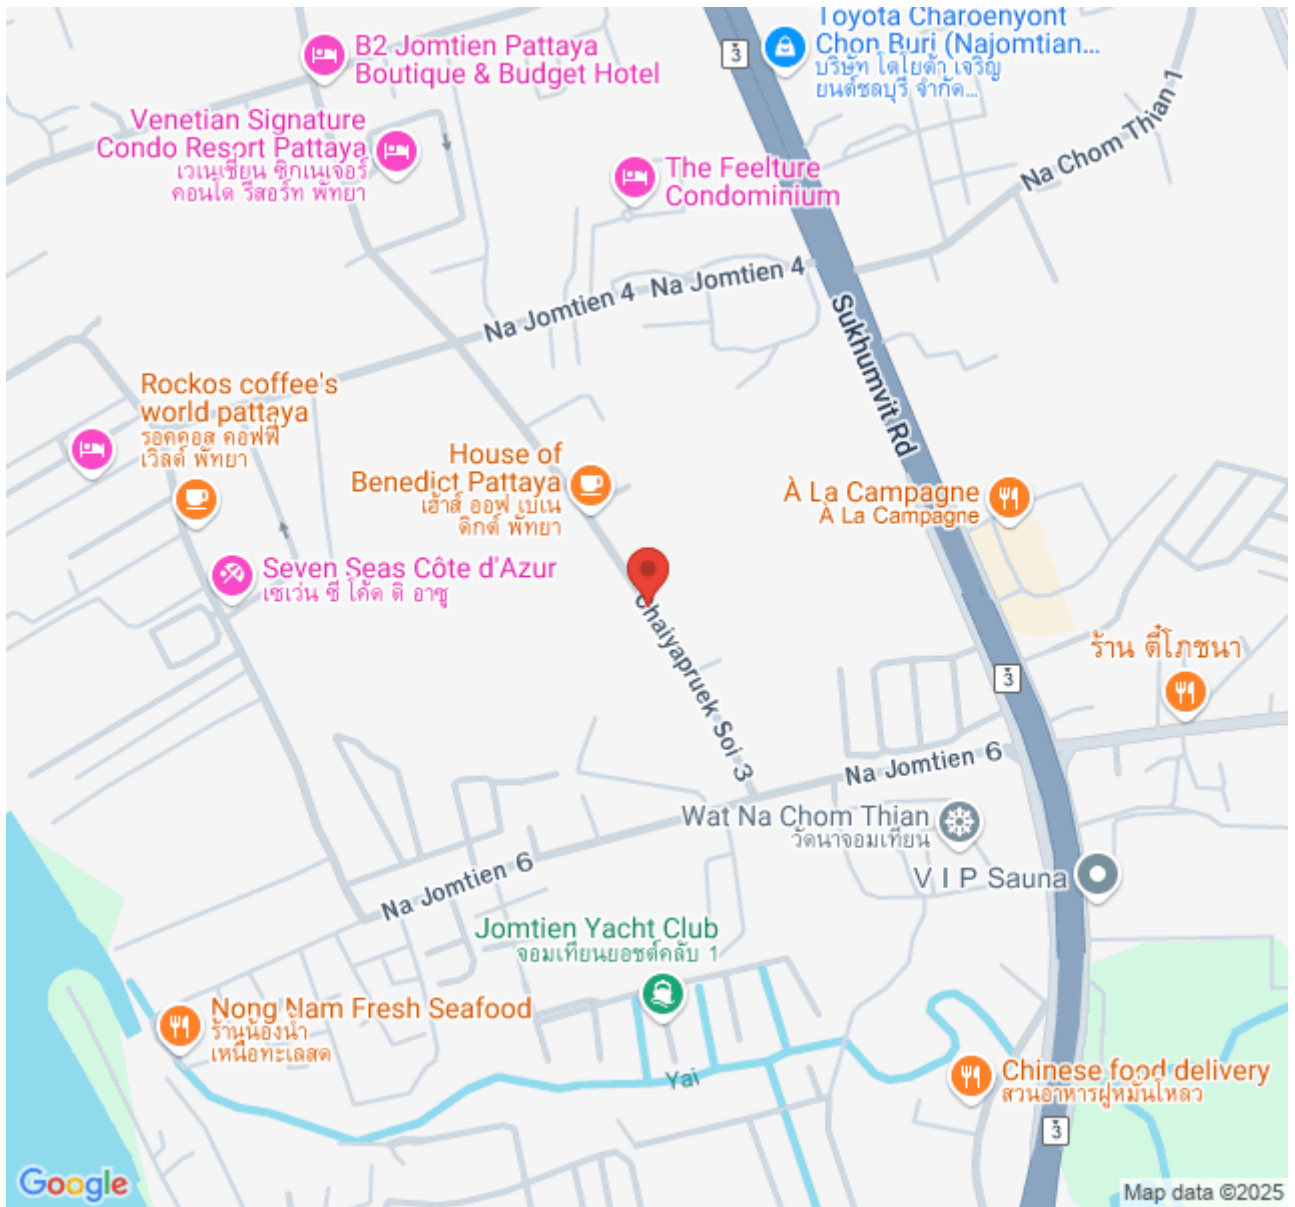 Toyota Charoenyont
Chon Buri (Najomtian...
บริษัท โตโยต้า เจริญ
ยนต์ชลบุรี จำกัด...
3
B2 Jomtien Pattaya
Boutique & Budget Hotel
Venetian Signature
Condo Resort Pattaya
เวเนเชี่ยน ซิกเนเจอร์
คอนโด รีสอร์ท พัทยา
The Feelture
Condominium
Na Chom Thian 1
Na Jomtien 4
Na Jomtien 4
Sukhumvit Rd
Rockos coffee's
world pattaya
รอคคอส คอฟฟี่
เวิลด์ พัทยา
House of
Benedict Pattaya
เฮ้าส์ ออฟ เบเน
ดิกต์ พัทยา
À La Campagne
À La Campagne
Seven Seas Côte d'Azur
เซเว่น ซี โค้ด ดิ อาซู
Chaiyapruek Soi 3
ร้าน ตี๋โภชนา
3
Na Jomtien 6
Wat Na Chom Thian
วัดนาจอมเทียน
V I P Sauna
Na Jomtien 6
Jomtien Yacht Club
จอมเทียนยอชต์คลับ 1
Nong Nam Fresh Seafood
ร้านน้องน้ำ
เหนือทะเลสด
Yai
Chinese food delivery
สวนอาหารฝูหมั่นโหลว
3
Google
Map data ©2025